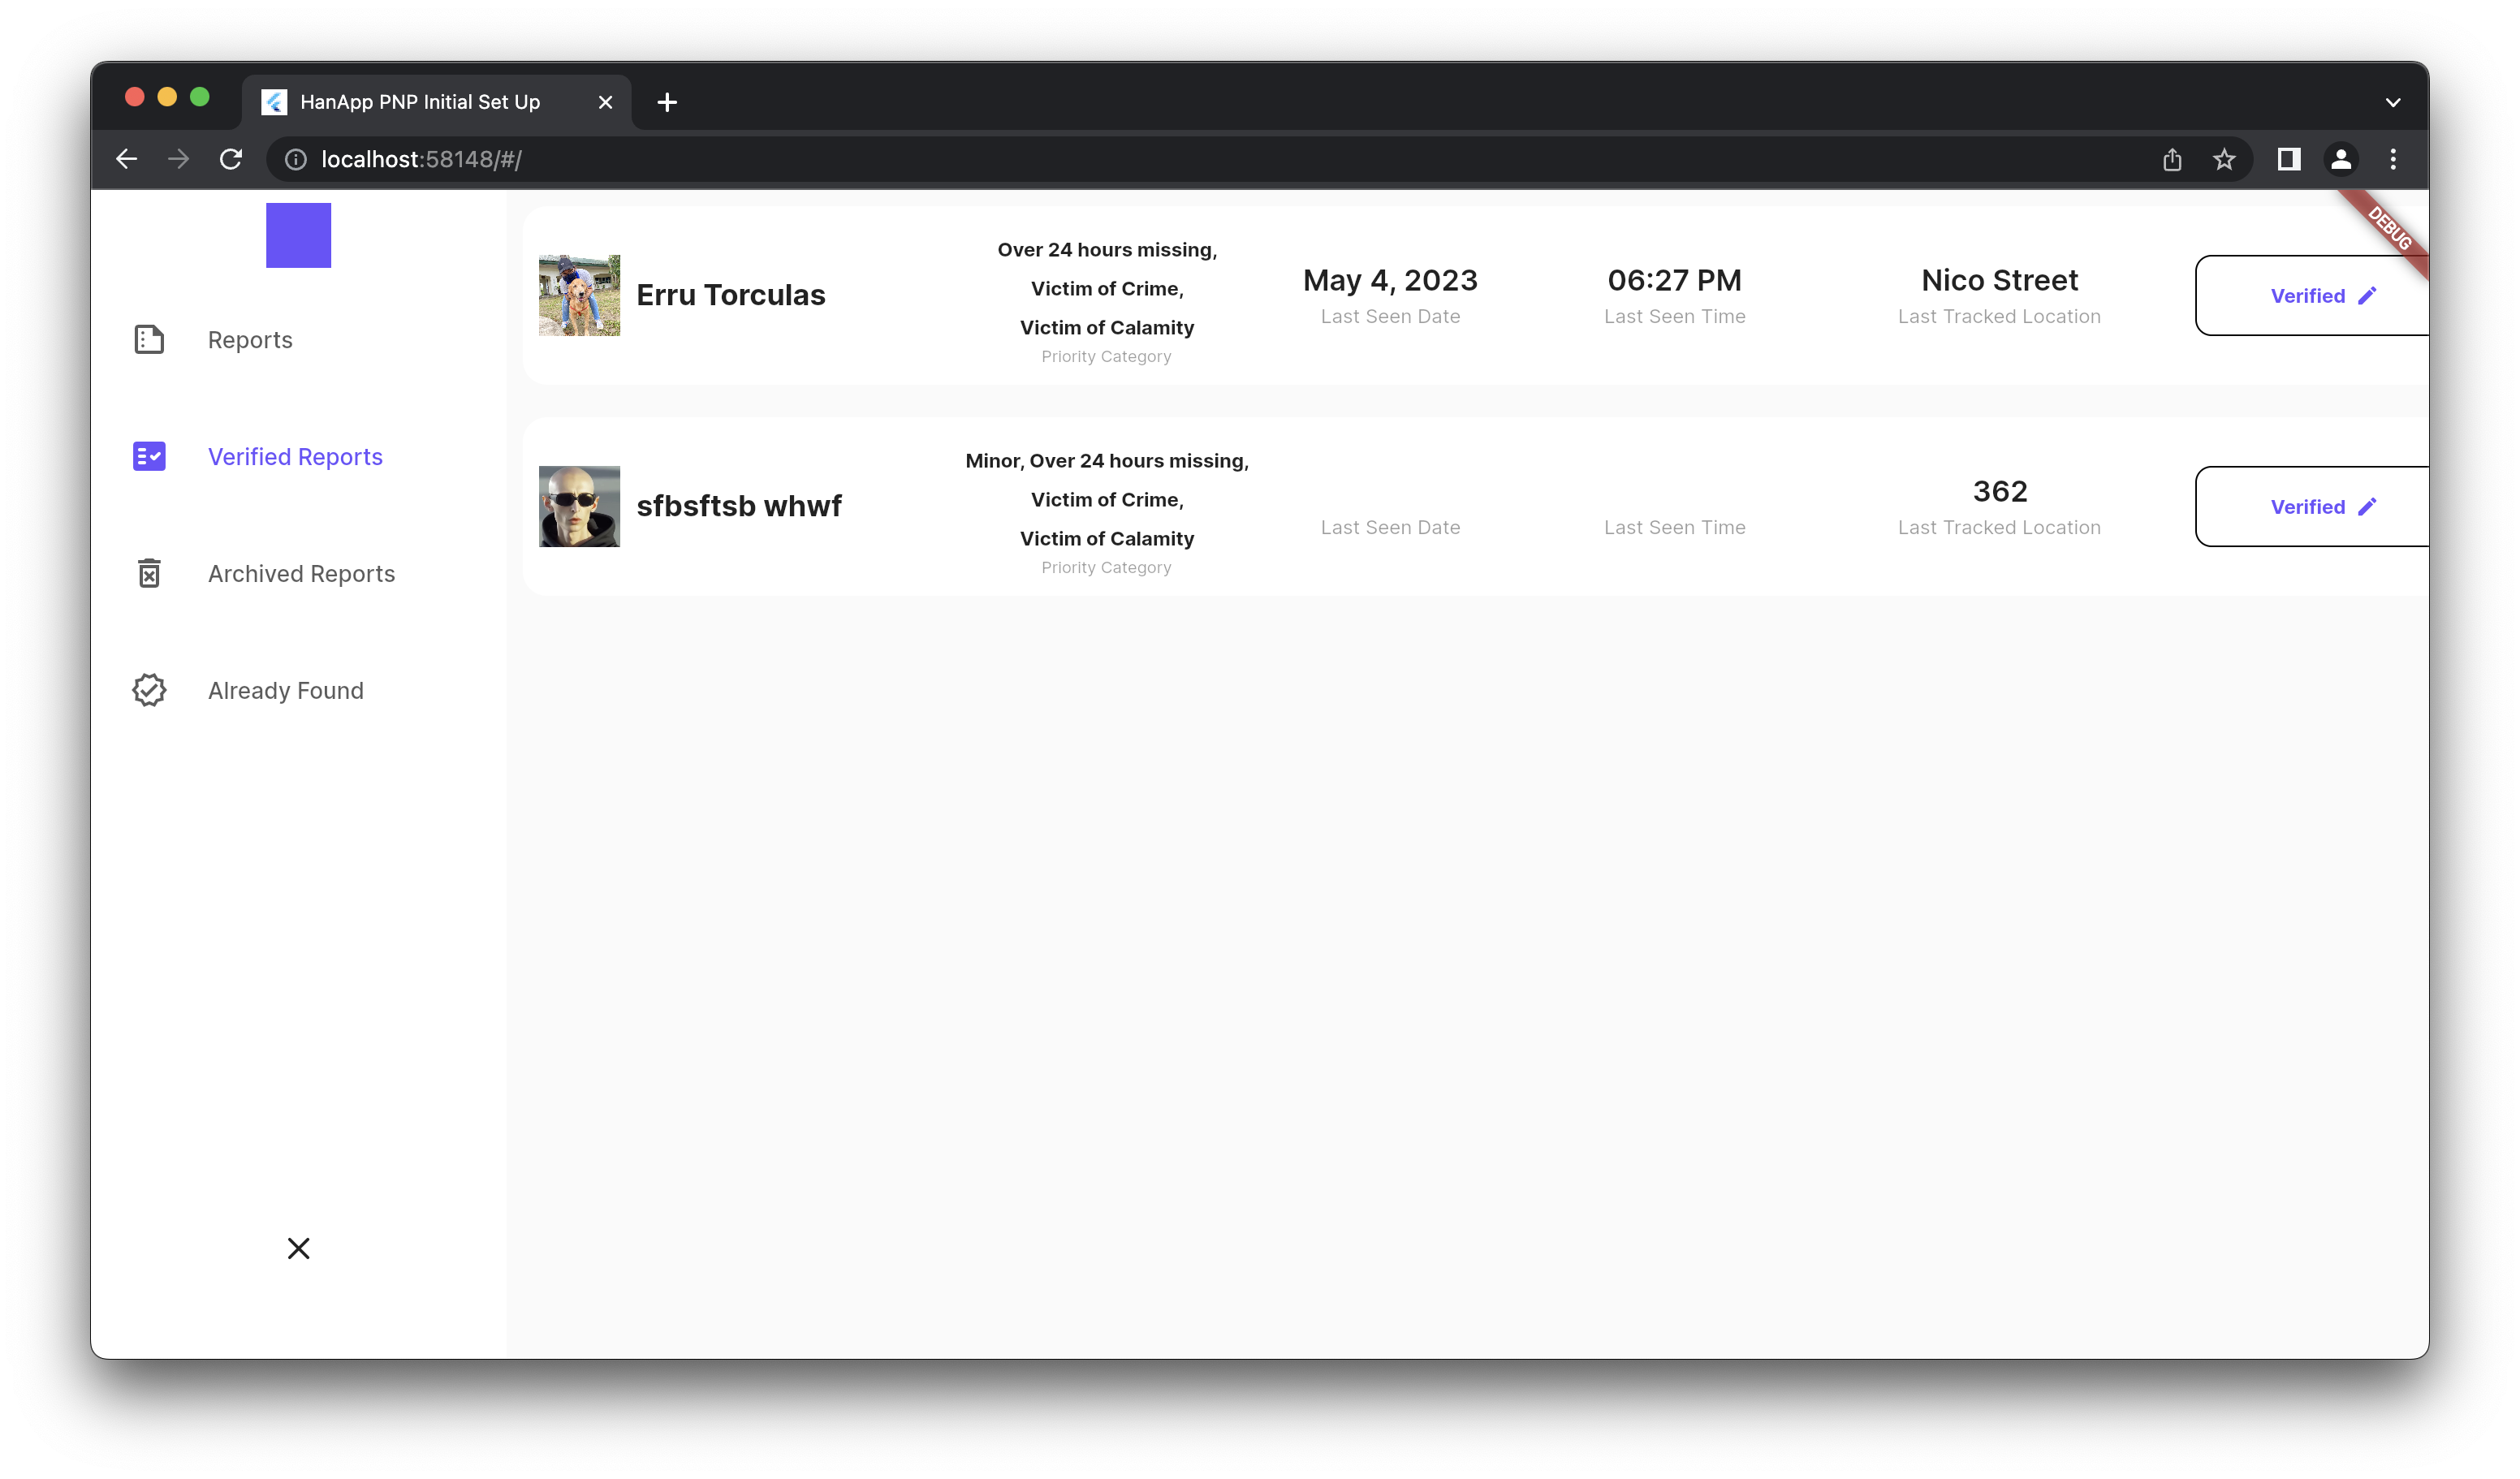 HanApp PNP Initial Set Up
localhost:58148/#/
DEBUG
Reports
Verified Reports
Archived Reports
Already Found
Erru Torculas
Over 24 hours missing,
Victim of Crime,
Victim of Calamity
Priority Category
May 4, 2023
Last Seen Date
06:27 PM
Last Seen Time
Nico Street
Last Tracked Location
Verified
sfbsftsb whwf
Minor, Over 24 hours missing,
Victim of Crime,
Victim of Calamity
Priority Category
Last Seen Date
Last Seen Time
362
Last Tracked Location
Verified